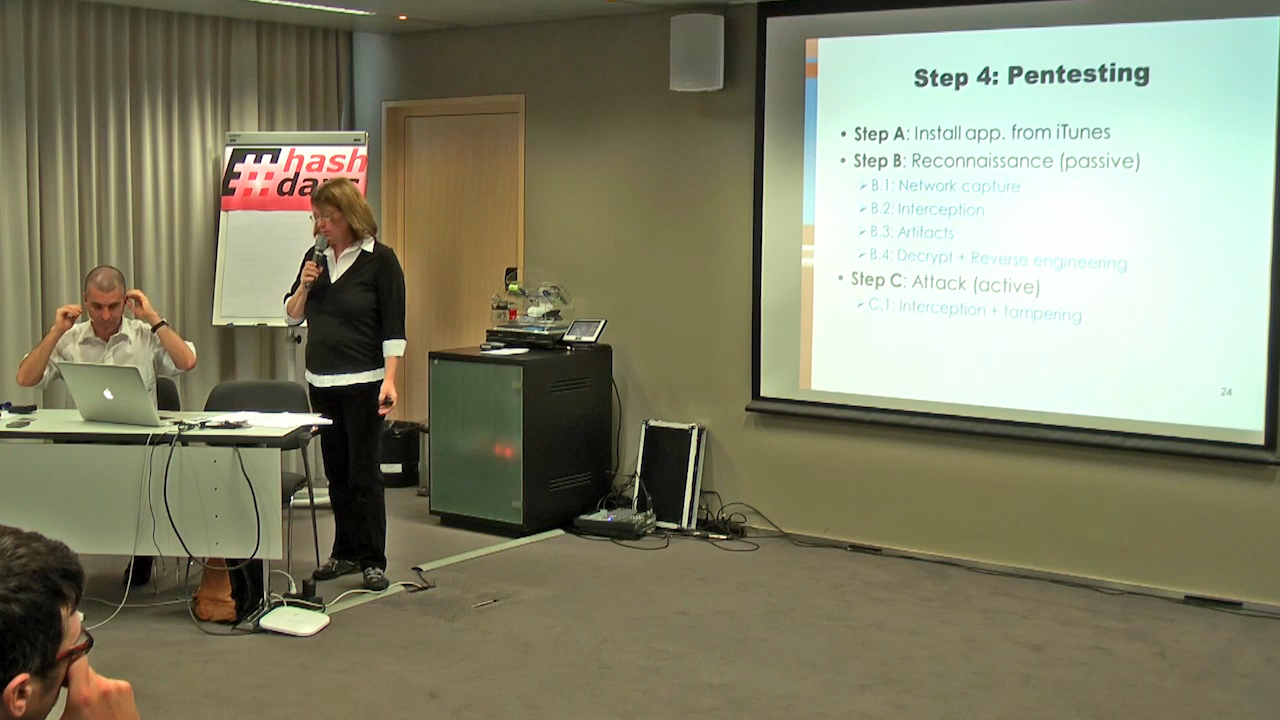 hash
days
Step 4: Pentesting
• Step A: Install app. from iTunes
• Step B: Reconnaissance (passive)
➢ B.1: Network capture
➢ B.2: Interception
➢ B.3: Artifacts
➢ B.4: Decrypt + Reverse engineering
• Step C: Attack (active)
➢ C.1: Interception + tampering
24